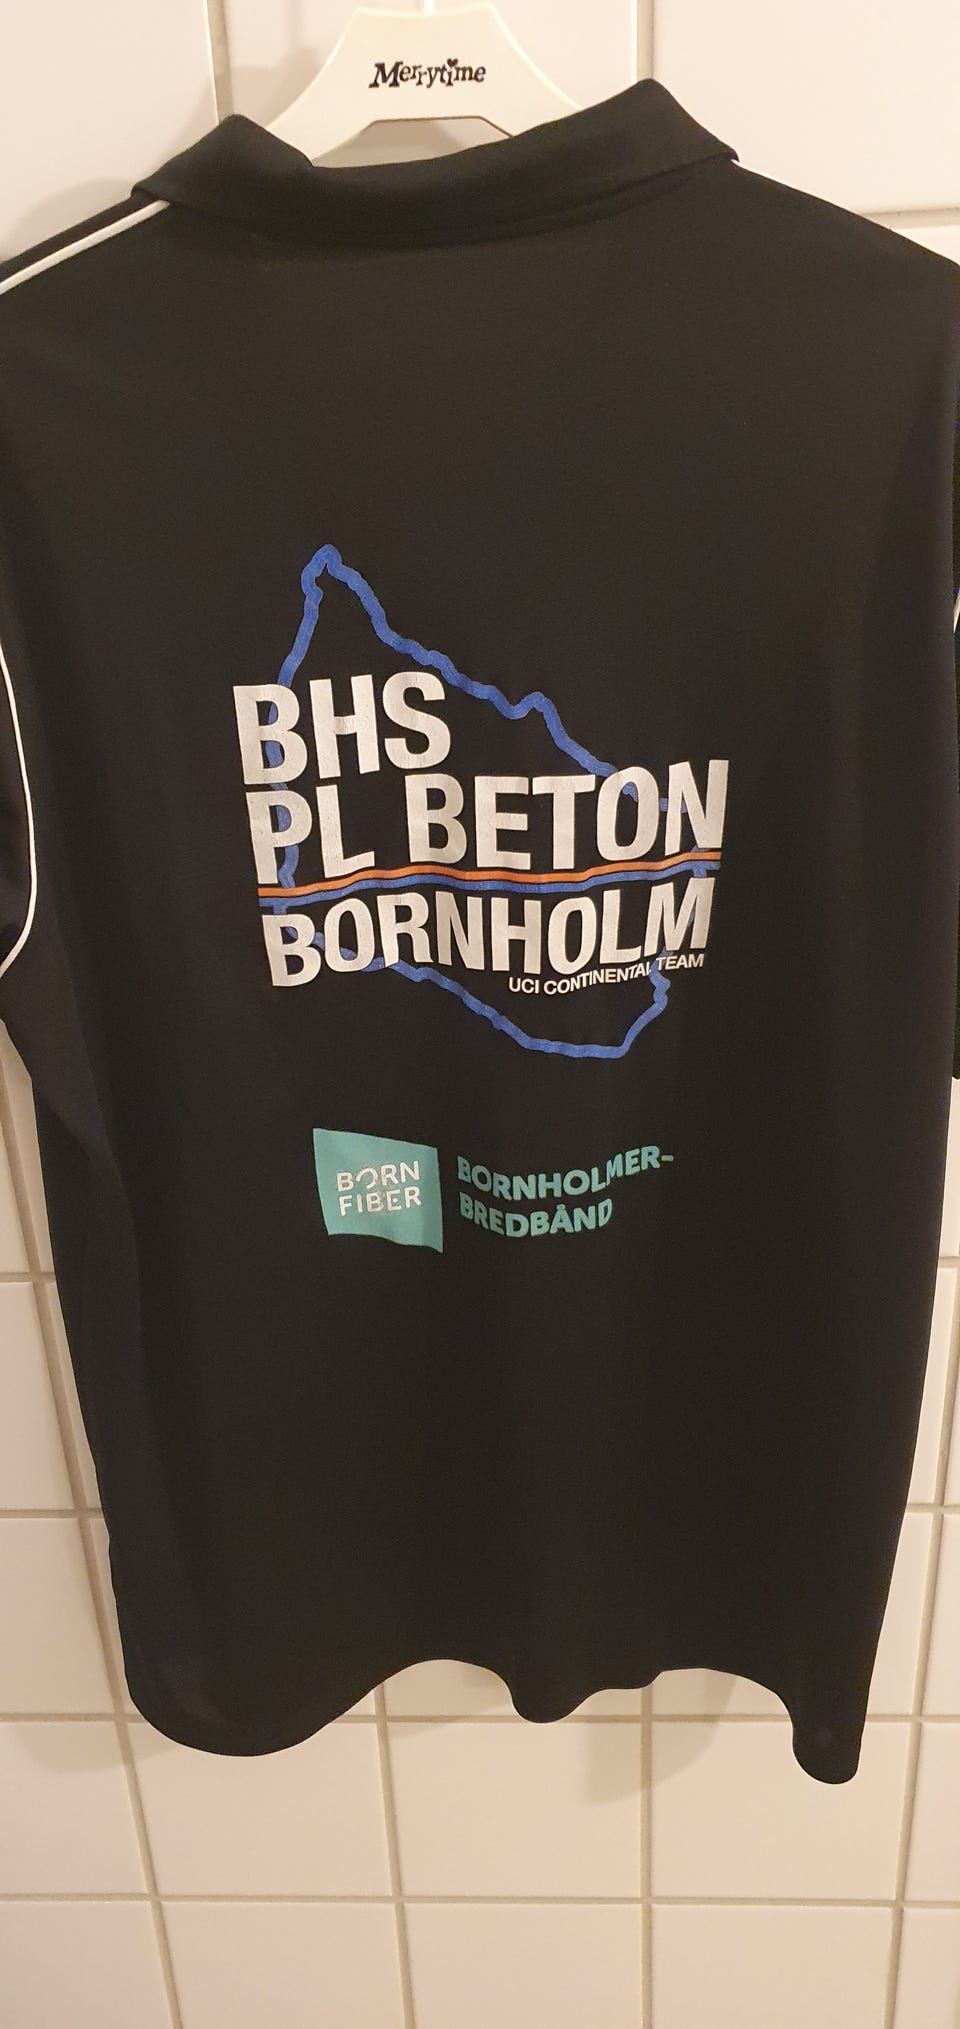 Merrytime
BHS
PL BETON
BORNHOLM
UCI CONTINENTAL TEAM
BORN
FIBER
BORNHOLMER-
BREDBÅND